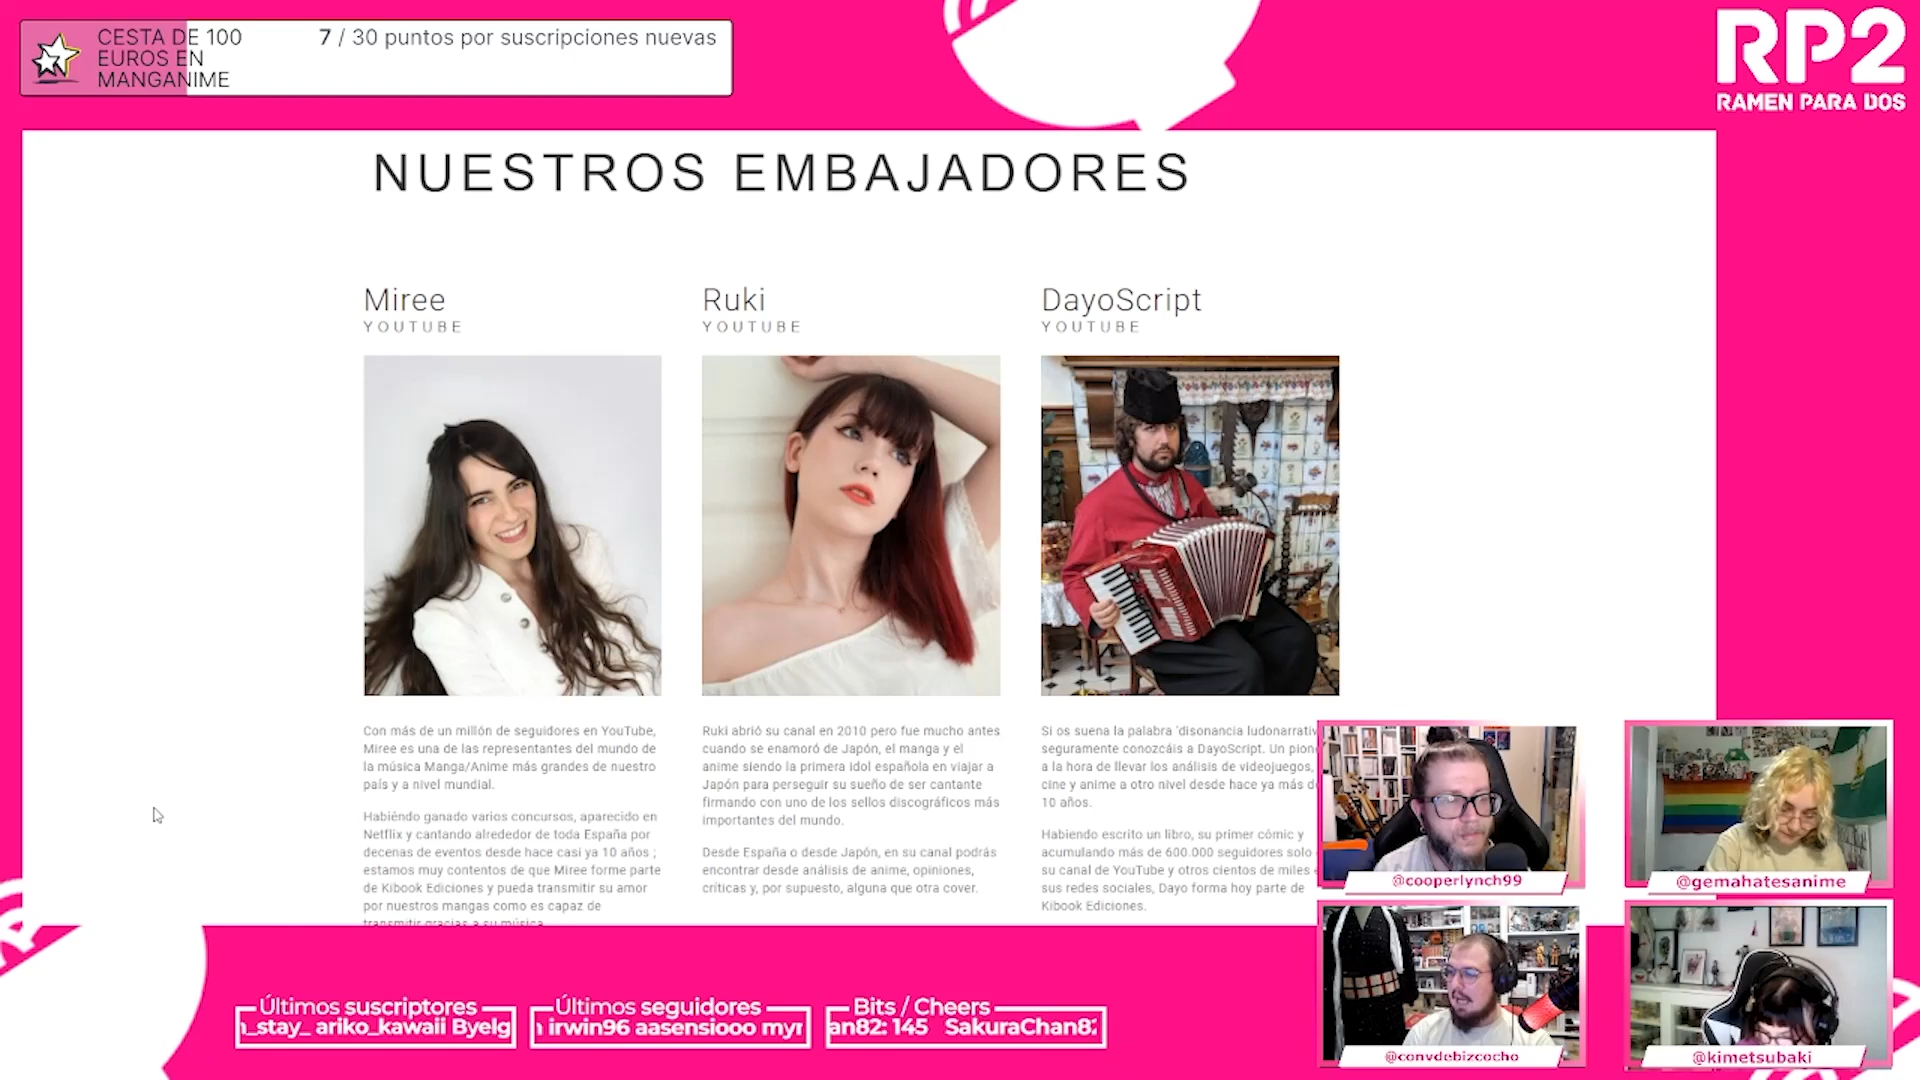 CESTA DE 100
EUROS EN
MANGANIME
7 / 30 puntos por suscripciones nuevas
RP2
RAMEN PARA DOS
NUESTROS EMBAJADORES
Miree
YOUTUBE
Con más de un millón de seguidores en YouTube,
Miree es una de las representantes del mundo de
la música Manga/Anime más grandes de nuestro
país y a nivel mundial.
Habiéndo ganado varios concursos, aparecido en
Netflix y cantando alrededor de toda España por
decenas de eventos desde hace casi ya 10 años ;
estamos muy contentos de que Miree forme parte
de Kibook Ediciones y pueda transmitir su amor
por nuestros mangas como es capaz de
transmitir gracias a su música
Ruki
YOUTUBE
Ruki abrió su canal en 2010 pero fue mucho antes
cuando se enamoró de Japón, el manga y el
anime siendo la primera idol española en viajar a
Japón para perseguir su sueño de ser cantante
firmando con uno de los sellos discográficos más
importantes del mundo.
Desde España o desde Japón, en su canal podrás
encontrar desde análisis de anime, opiniones,
críticas y, por supuesto, alguna que otra cover.
DayoScript
YOUTUBE
Si os suena la palabra 'disonancia ludonarrativ
seguramente conozcáis a DayoScript. Un pion
a la hora de llevar los análisis de videojuegos,
cine y anime a otro nivel desde hace ya más d
10 años.
Habiendo escrito un libro, su primer cómic y
acumulando más de 600.000 seguidores solo
su canal de YouTube y otros cientos de miles
sus redes sociales, Dayo forma hoy parte de
Kibook Ediciones.
@cooperlynch99
@gemahatesanime
@convdebizcocho
@kimetsubaki
Últimos suscriptores
_stay_ ariko_kawaii Byelg
Últimos seguidores
irwin96 aasensiooo myr
Bits / Cheers
an82: 145 SakuraChan82